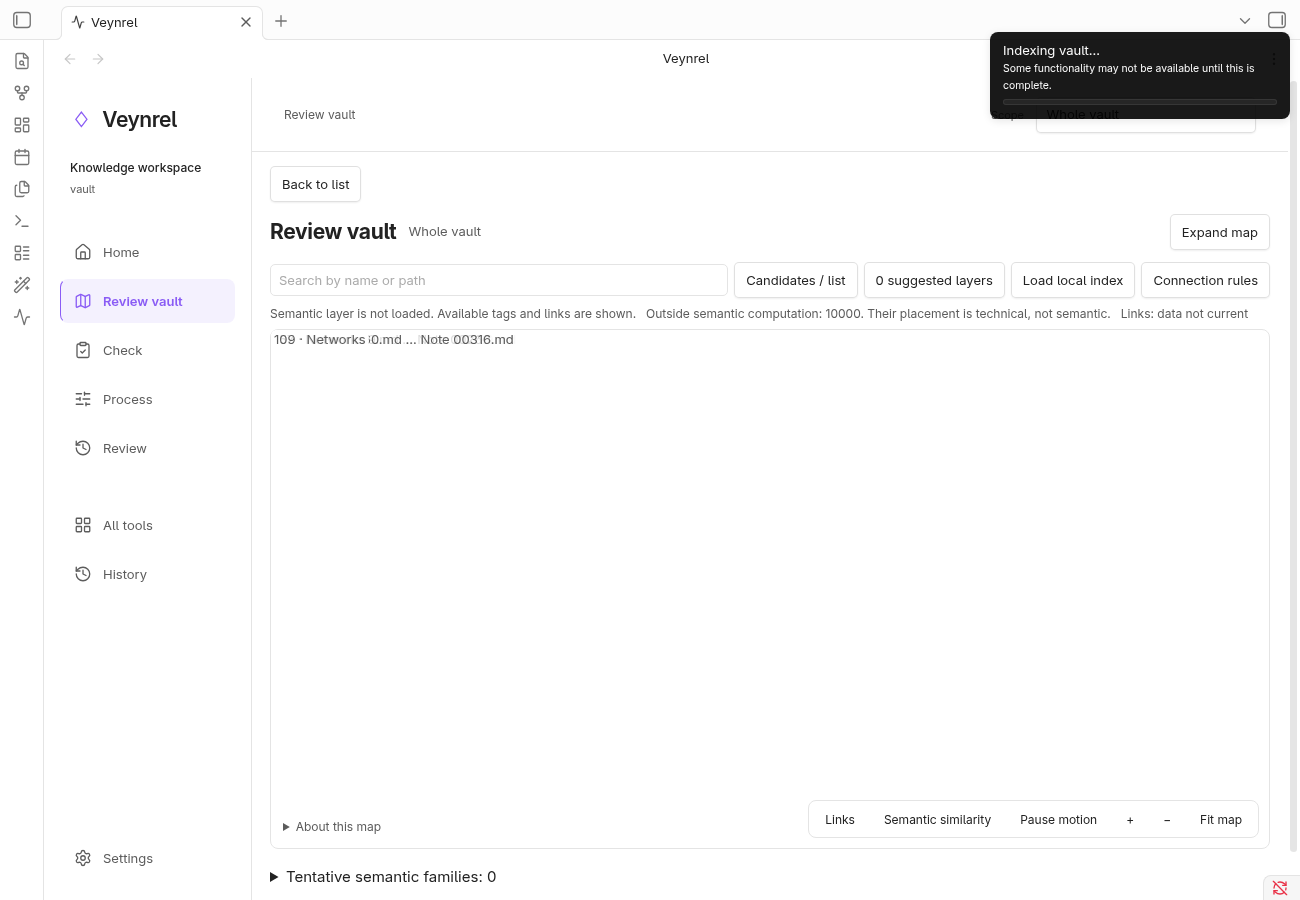 Veynrel
Veynrel
Indexing vault...
Some functionality may not be available until this is
complete.
Veynrel
Knowledge workspace
vault
Home
Review vault
Check
Process
Review
All tools
History
Settings
Review vault
Scope
Whole vault
Back to list
Review vault
Whole vault
Expand map
Search by name or path
Candidates / list
0 suggested layers
Load local index
Connection rules
Semantic layer is not loaded. Available tags and links are shown. Outside semantic computation: 10000. Their placement is technical, not semantic. Links: data not current
109 · Networks 0.md ... Note 00316.md
About this map
Links
Semantic similarity
Pause motion
+
−
Fit map
Tentative semantic families: 0